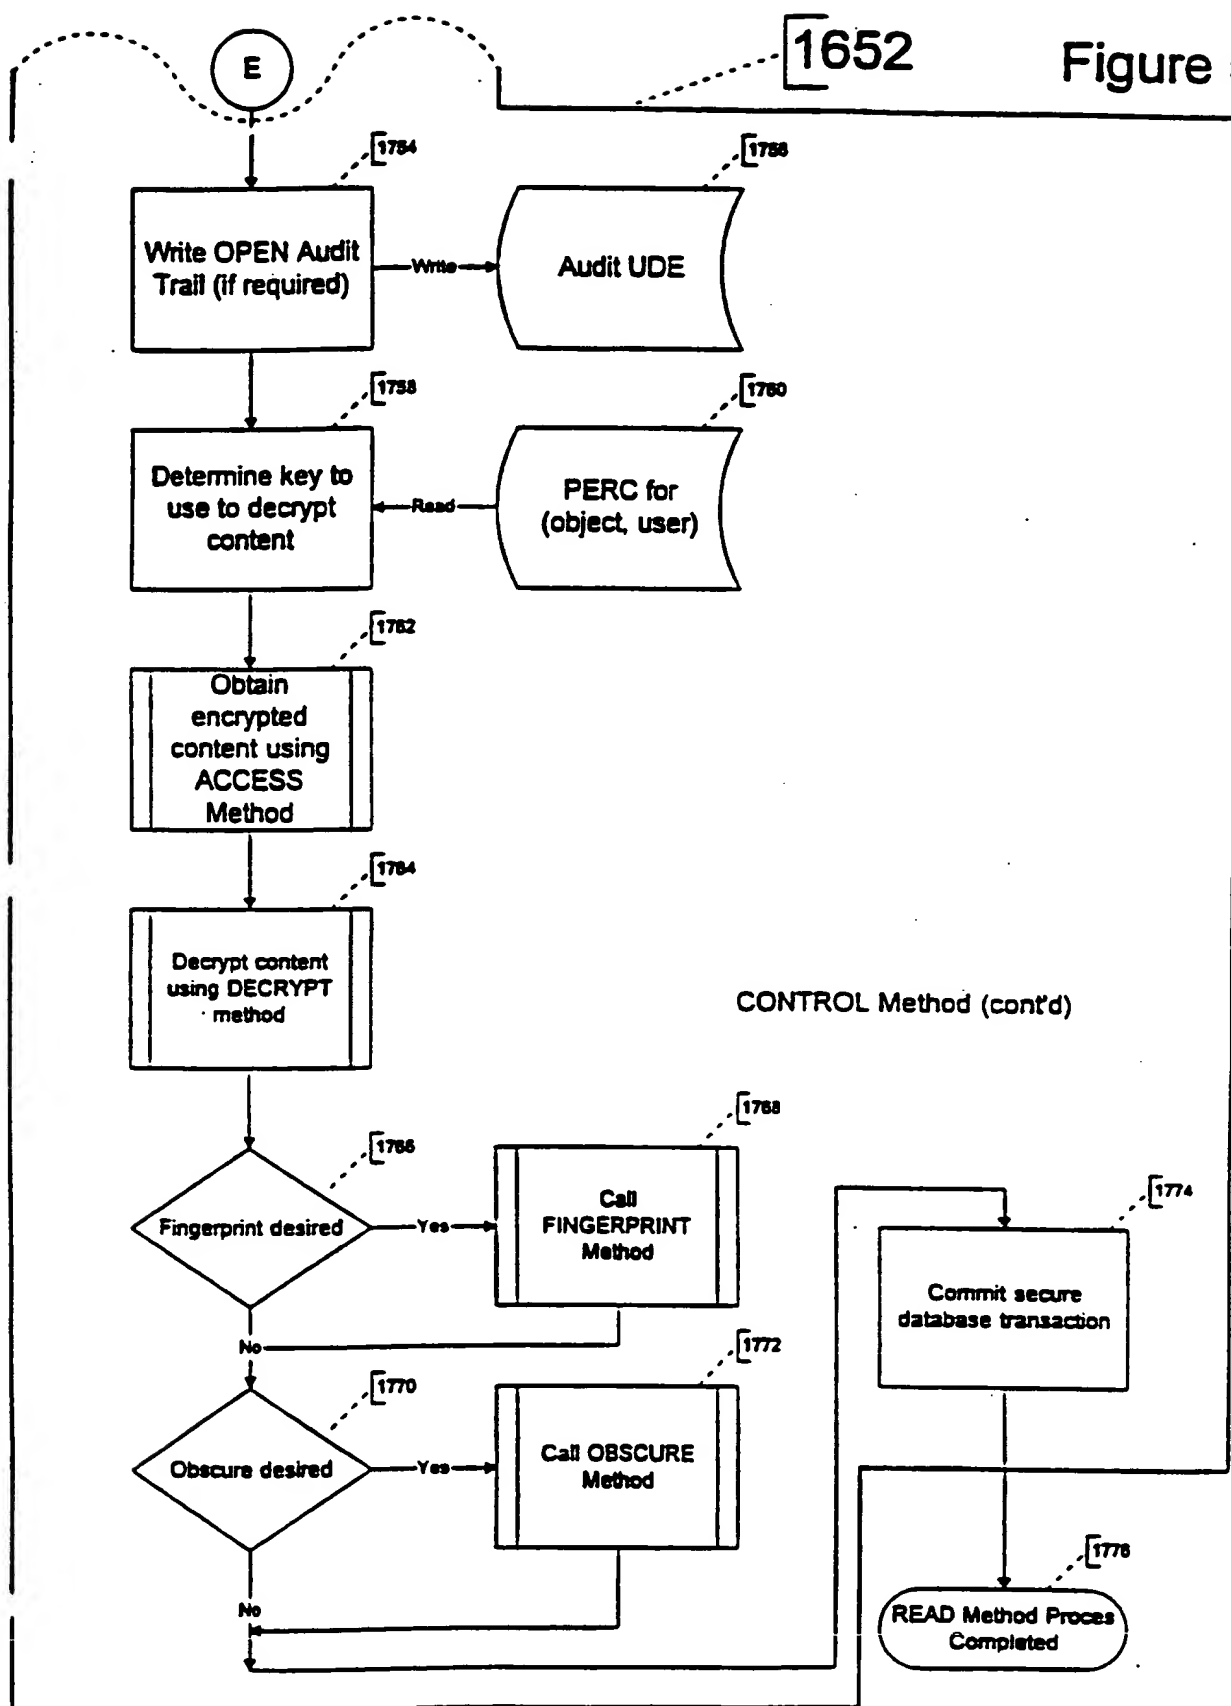 E
1652
Figure
1754
1756
Write OPEN Audit
Trail (if required)
Write
Audit UDE
1758
1760
Determine key to
use to decrypt
content
Read
PERC for
(object, user)
1762
Obtain
encrypted
content using
ACCESS
Method
1764
Decrypt content
using DECRYPT
method
CONTROL Method (cont'd)
1766
1768
Fingerprint desired
Yes
Call
FINGERPRINT
Method
1774
Commit secure
database transaction
No
1770
1772
Obscure desired
Yes
Call OBSCURE
Method
No
1776
READ Method Proces
Completed